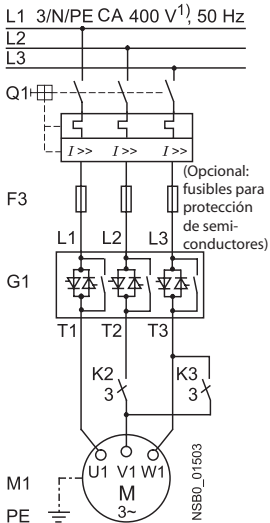 L1 3/N/PE CA 400 V1), 50 Hz
L2
L3
Q1
I >> I >> I >>
(Opcional:
fusibles para
protección
de semi-
conductores)
F3
L1 L2 L3
G1
T1 T2 T3
K2 K3
3 3
U1 V1 W1
M1 M
3~
PE
NSB0_01503